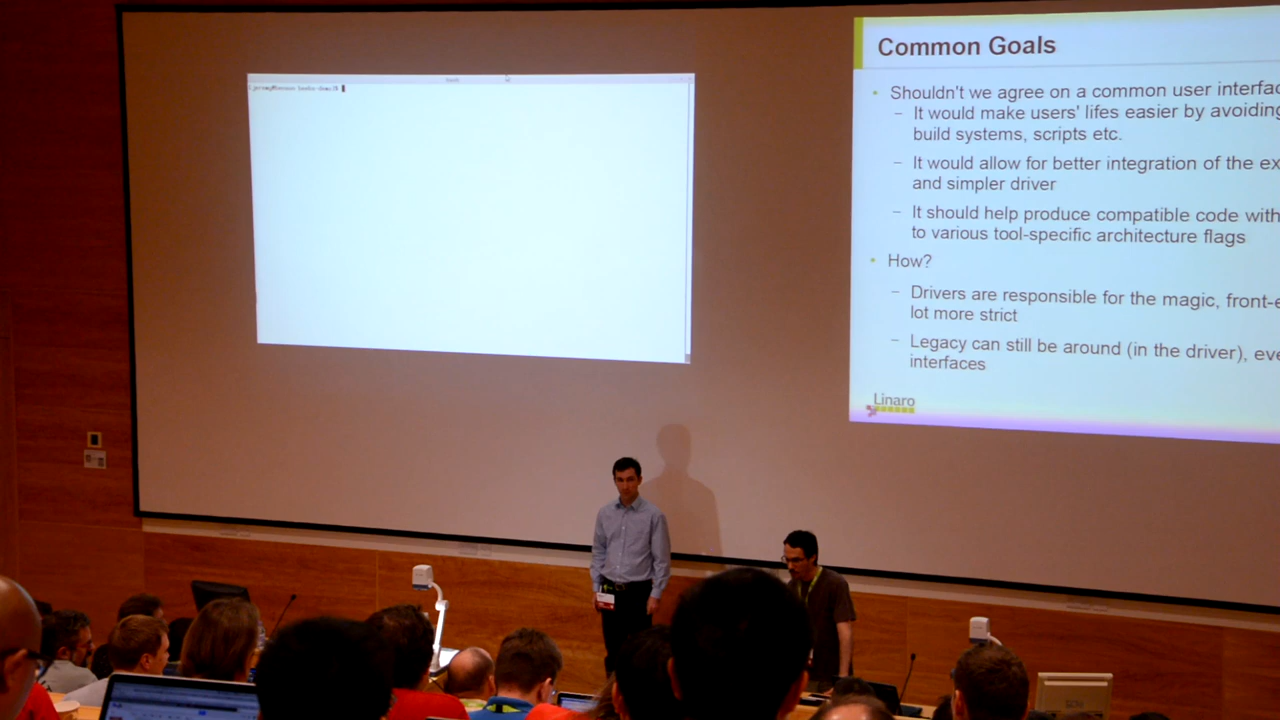 Common Goals
Shouldn't we agree on a common user interfac
It would make users' lifes easier by avoiding
build systems, scripts etc.
It would allow for better integration of the ex
and simpler driver
It should help produce compatible code with
to various tool-specific architecture flags
How?
Drivers are responsible for the magic, front-e
lot more strict
Legacy can still be around (in the driver), eve
interfaces
Linaro